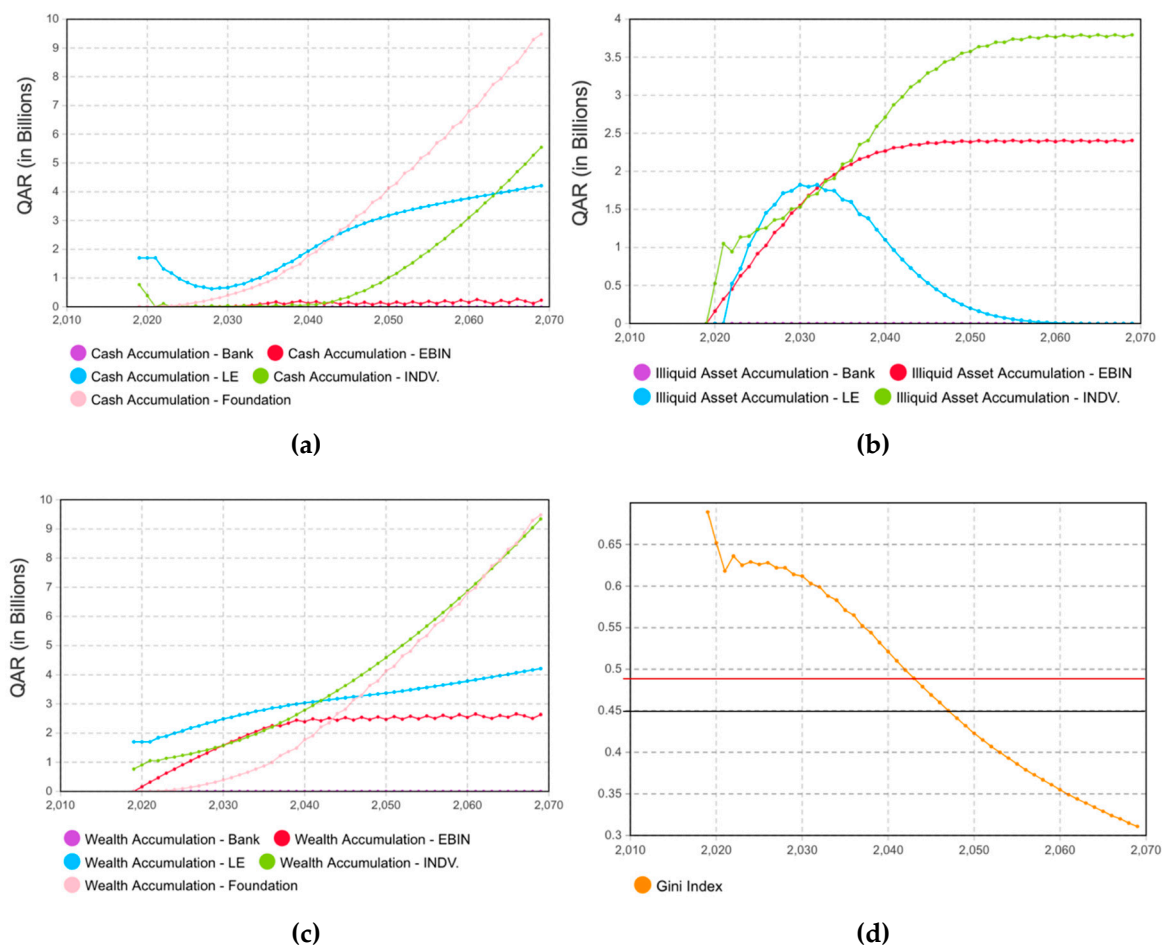 10
9
8
7
6
5
4
3
2
1
0
QAR (in Billions)
2,010 2,020 2,030 2,040 2,050 2,060 2,070
Cash Accumulation - Bank Cash Accumulation - EBIN
Cash Accumulation - LE Cash Accumulation - INDV.
Cash Accumulation - Foundation
(a)
4
3.5
3
2.5
2
1.5
1
0.5
0
QAR (in Billions)
2,010 2,020 2,030 2,040 2,050 2,060 2,070
Illiquid Asset Accumulation - Bank Illiquid Asset Accumulation - EBIN
Illiquid Asset Accumulation - LE Illiquid Asset Accumulation - INDV.
(b)
10
9
8
7
6
5
4
3
2
1
0
QAR (in Billions)
2,010 2,020 2,030 2,040 2,050 2,060 2,070
Wealth Accumulation - Bank Wealth Accumulation - EBIN
Wealth Accumulation - LE Wealth Accumulation - INDV.
Wealth Accumulation - Foundation
(c)
0.65
0.6
0.55
0.5
0.45
0.4
0.35
0.3
2,010 2,020 2,030 2,040 2,050 2,060 2,070
Gini Index
(d)